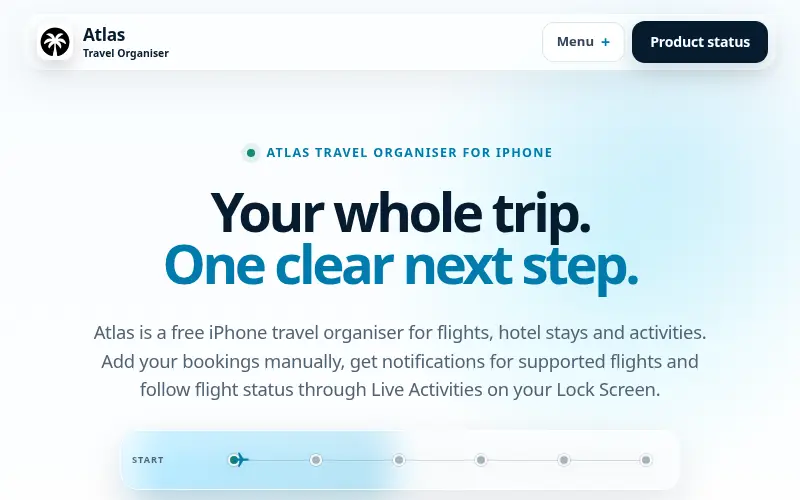 Atlas
Travel Organiser
Menu +
Product status
ATLAS TRAVEL ORGANISER FOR IPHONE
Your whole trip.
One clear next step.
Atlas is a free iPhone travel organiser for flights, hotel stays and activities.
Add your bookings manually, get notifications for supported flights and
follow flight status through Live Activities on your Lock Screen.
START